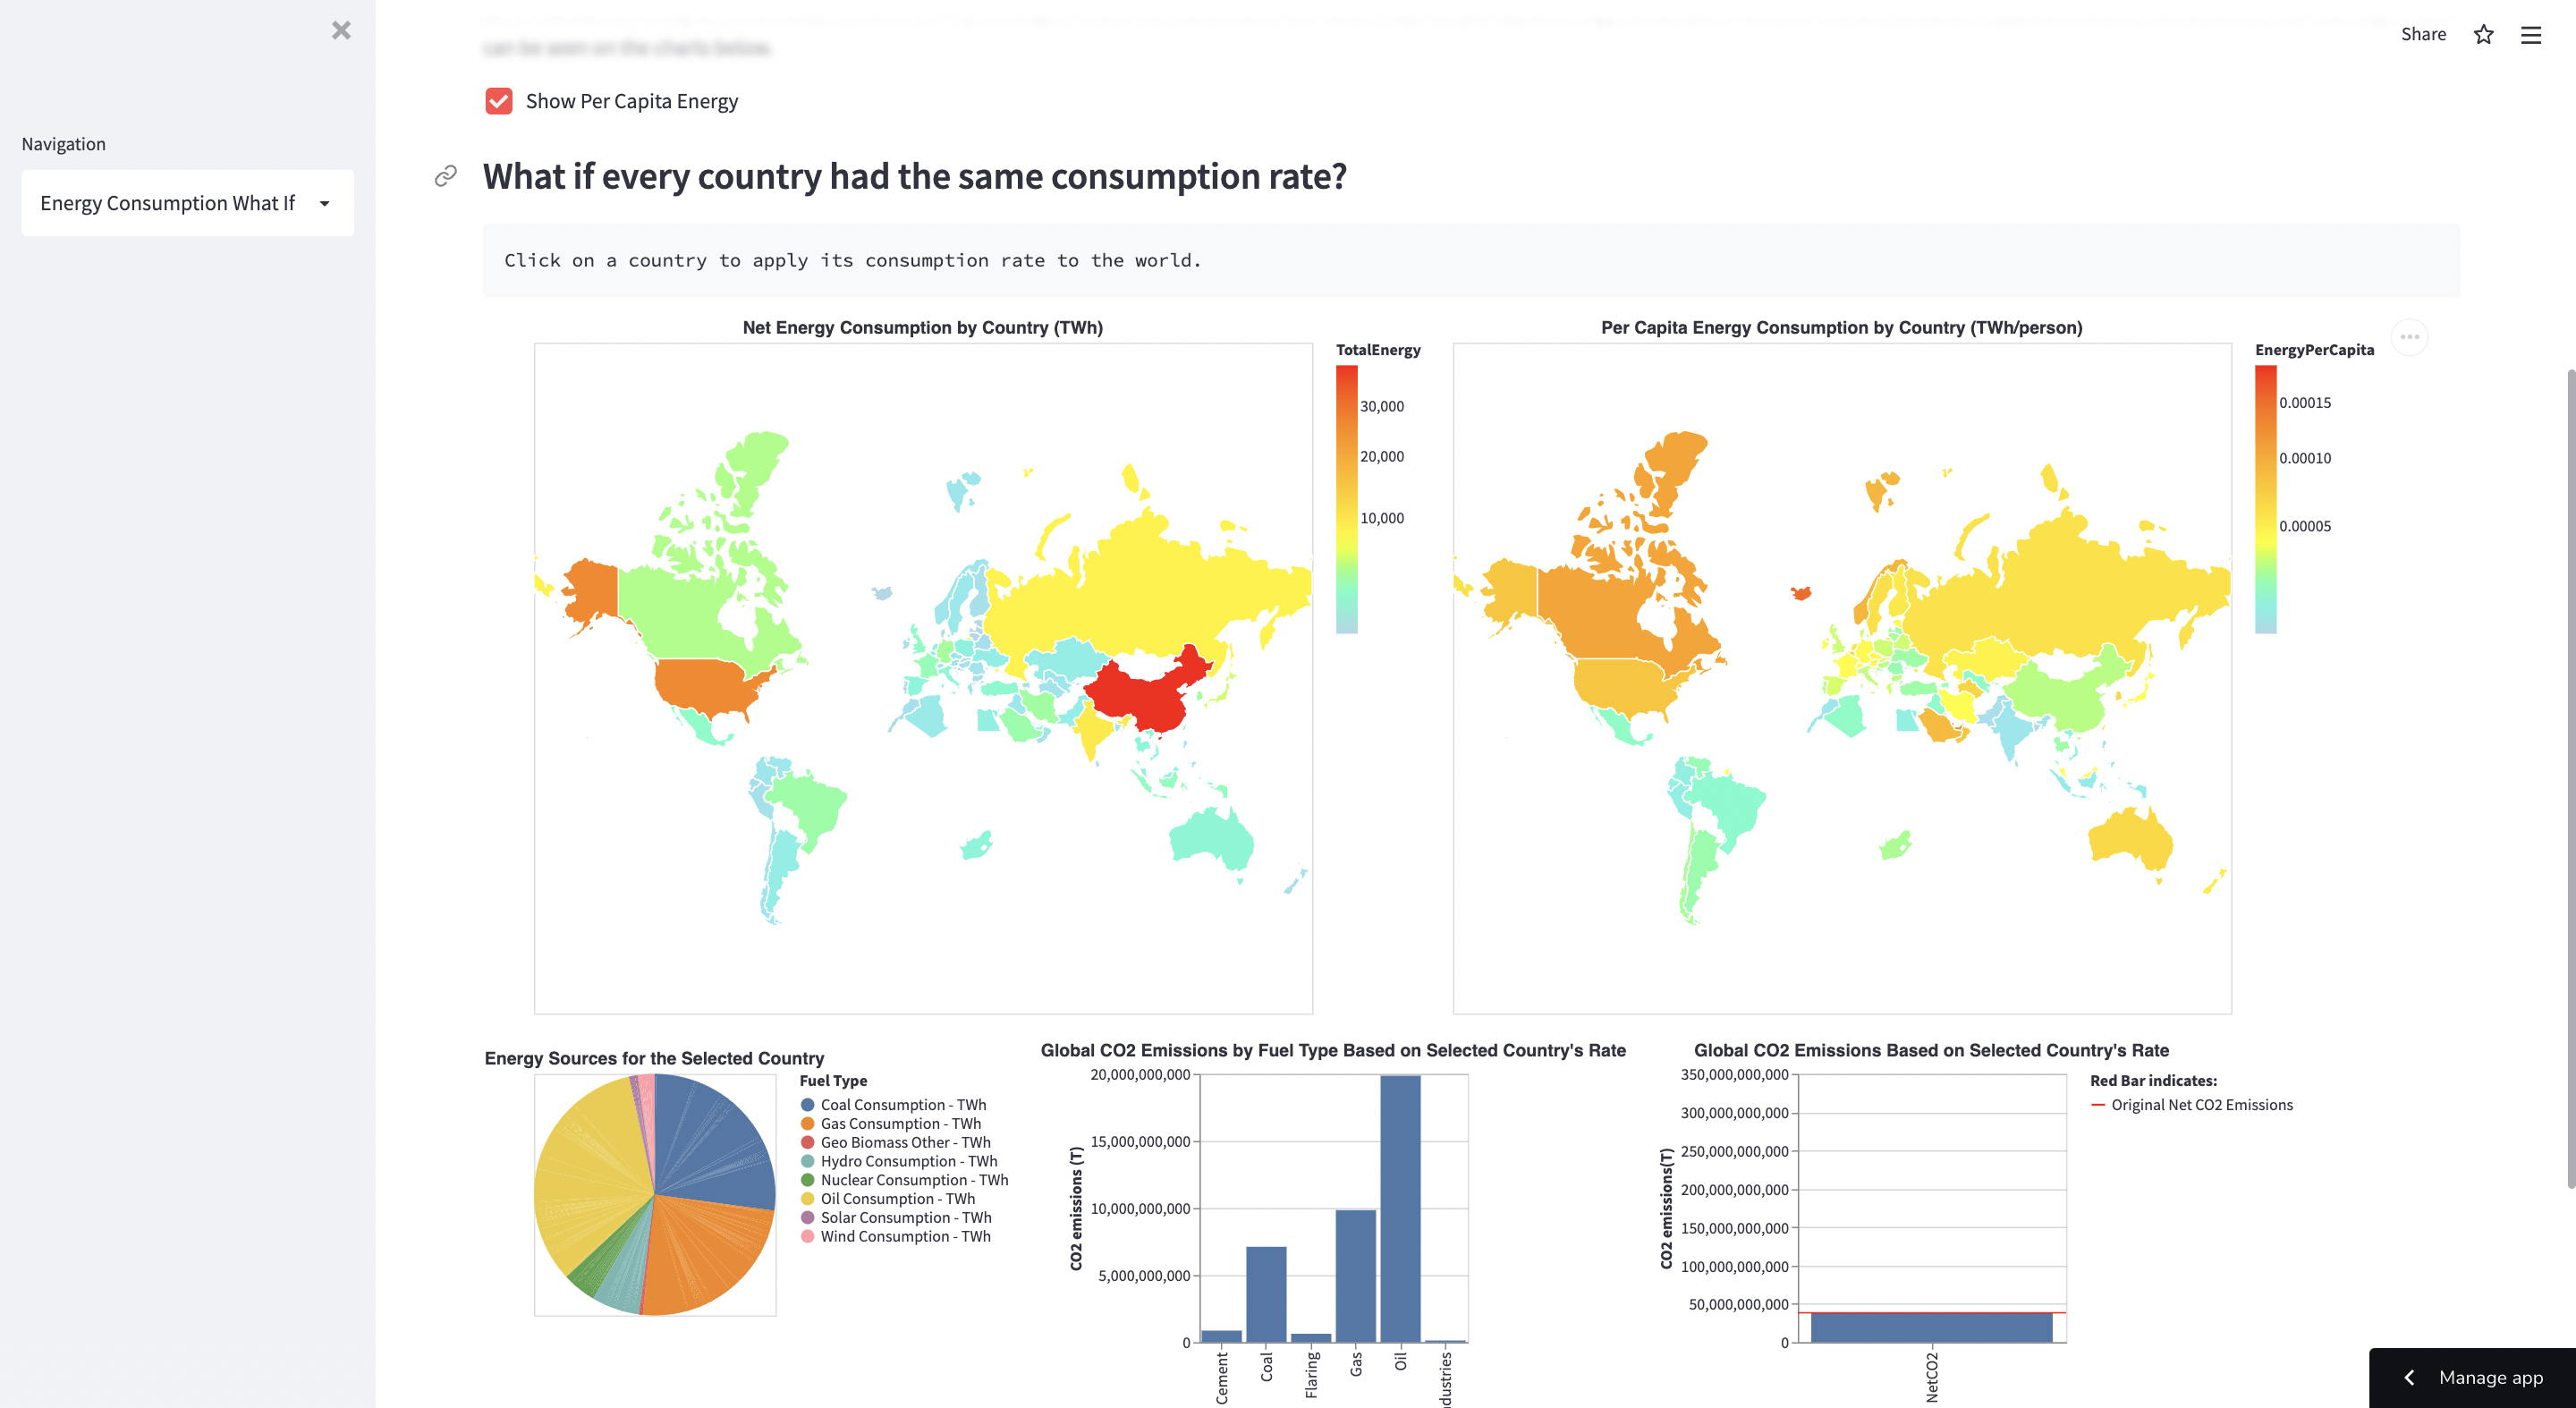 Share
can be seen on the charts below.
Show Per Capita Energy
Navigation
Energy Consumption What If
What if every country had the same consumption rate?
Click on a country to apply its consumption rate to the world.
Net Energy Consumption by Country (TWh)
TotalEnergy
30,000
20,000
10,000
Per Capita Energy Consumption by Country (TWh/person)
EnergyPerCapita
0.00015
0.00010
0.00005
Energy Sources for the Selected Country
Fuel Type
Coal Consumption - TWh
Gas Consumption - TWh
Geo Biomass Other - TWh
Hydro Consumption - TWh
Nuclear Consumption - TWh
Oil Consumption - TWh
Solar Consumption - TWh
Wind Consumption - TWh
Global CO2 Emissions by Fuel Type Based on Selected Country's Rate
CO2 emissions (T)
20,000,000,000
15,000,000,000
10,000,000,000
5,000,000,000
0
Cement
Coal
Flaring
Gas
Oil
dustries
Global CO2 Emissions Based on Selected Country's Rate
CO2 emissions(T)
350,000,000,000
300,000,000,000
250,000,000,000
200,000,000,000
150,000,000,000
100,000,000,000
50,000,000,000
0
NetCO2
Red Bar indicates:
Original Net CO2 Emissions
Manage app